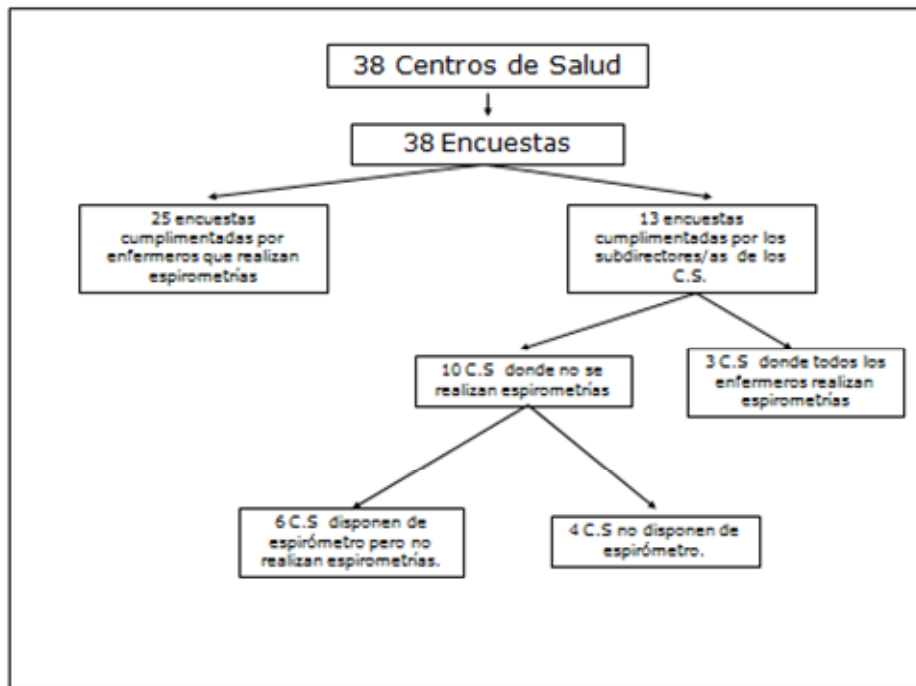 38 Centros de Salud
38 Encuestas
25 encuestas
cumplimentadas por
enfermeros que realizan
espirometrías
13 encuestas
cumplimentadas por los
subdirectores/as de los
C.S.
10 C.S donde no se
realizan espirometrías
3 C.S donde todos los
enfermeros realizan
espirometrías
6 C.S disponen de
espirómetro pero no
realizan espirometrías.
4 C.S no disponen de
espirómetro.